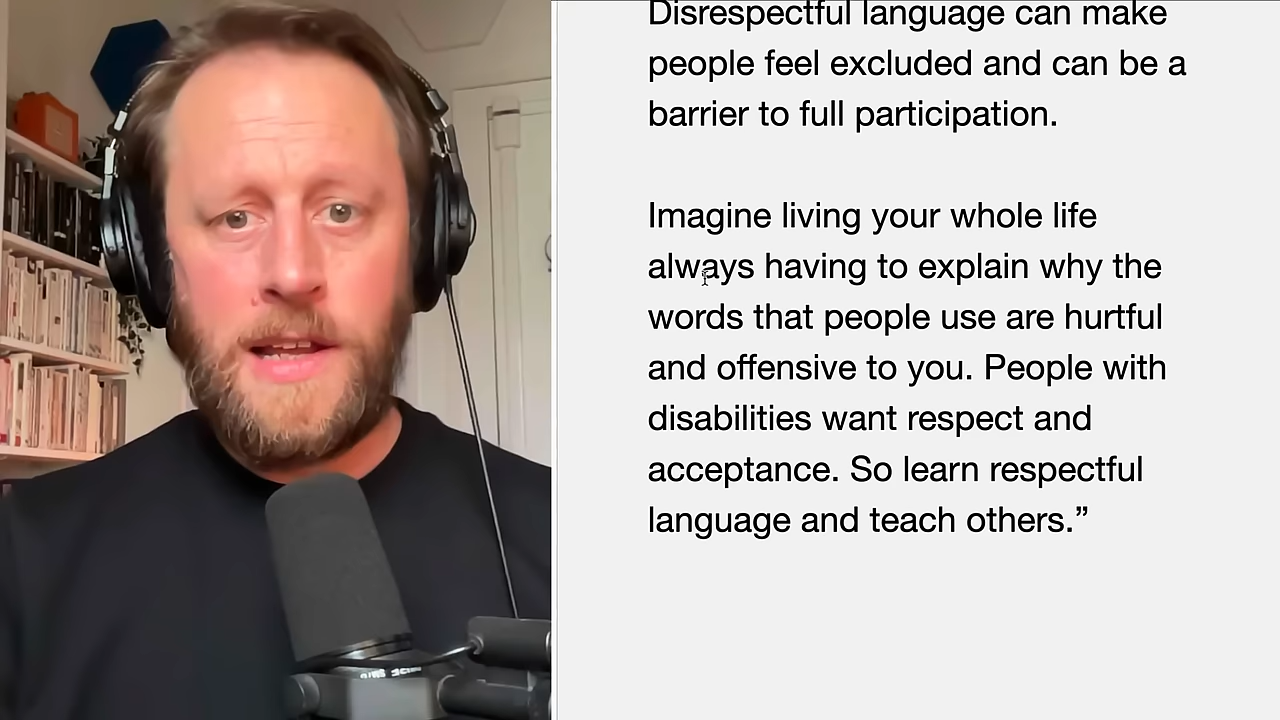 Disrespectful language can make
people feel excluded and can be a
barrier to full participation.
Imagine living your whole life
always having to explain why the
words that people use are hurtful
and offensive to you. People with
disabilities want respect and
acceptance. So learn respectful
language and teach others.”